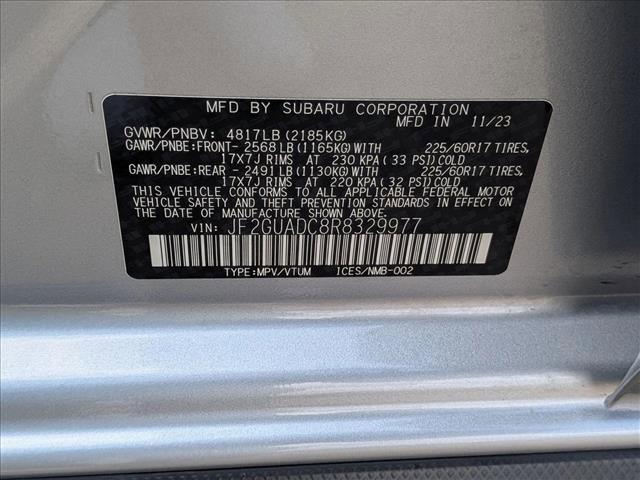 MFD BY SUBARU CORPORATION
MFD IN 11/23
GVWR/PNBV: 4817LB (2185KG)
GAWR/PNBE:FRONT- 2568 LB (1165KG) WITH 225/60R17 TIRES,
17X7J RIMS AT 230 KPA ( 33 PSI) COLD
GAWR/PNBE:REAR - 2491 LB (1130KG) WITH 225/60R17 TIRES,
17X7J RIMS AT 220 KPA ( 32 PSI) COLD
THIS VEHICLE CONFORMS TO ALL APPLICABLE FEDERAL MOTOR
VEHICLE SAFETY AND THEFT PREVENTION STANDARDS IN EFFECT ON
THE DATE OF MANUFACTURE SHOWN ABOVE.
VIN: JF2GUADC8R8329977
TYPE:MPV/VTUM ICES/NMB-002